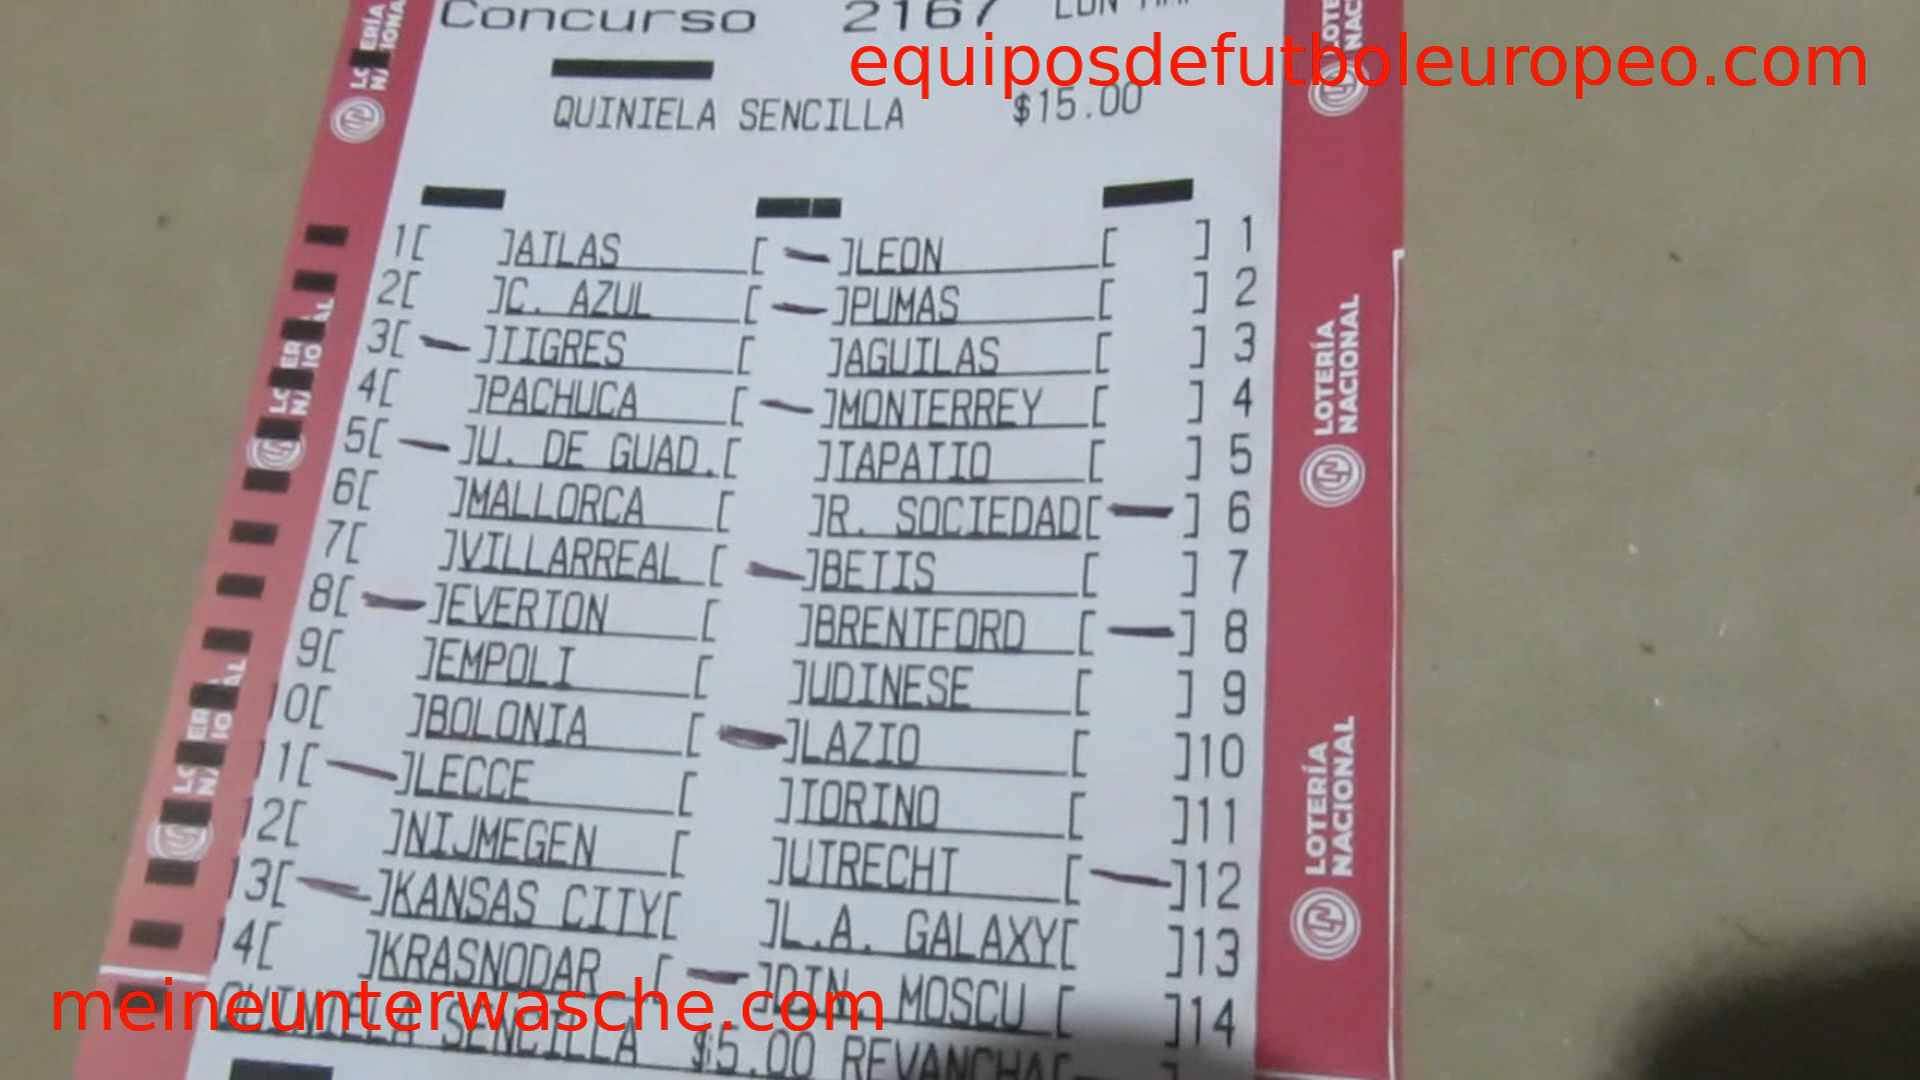 Concurso 2167
equiposdefutboleuropeo.com
QUINIELA SENCILLA $15.00
1[ ]ATLAS [ ]LEON [ ] 1
2[ ]C. AZUL [ ]PUMAS [ ] 2
3[ ]TIGRES [ ]AGUILAS [ ] 3
4[ ]PACHUCA [ ]MONTERREY [ ] 4
5[ ]U. DE GUAD.[ ]TAPATIO [ ] 5
6[ ]MALLORCA [ ]R. SOCIEDAD[ ] 6
7[ ]VILLARREAL [ ]BETIS [ ] 7
8[ ]EVERTON [ ]BRENTFORD [ ] 8
9[ ]EMPOLI [ ]UDINESE [ ] 9
10[ ]BOLONIA [ ]LAZIO [ ]10
11[ ]LECCE [ ]TORINO [ ]11
12[ ]NIJMEGEN [ ]UTRECHT [ ]12
13[ ]KANSAS CITY[ ]L.A. GALAXY[ ]13
14[ ]KRASNODAR [ ]DIN. MOSCU [ ]14
meineunterwasche.com
QUINIELA SENCILLA $5.00 REVANCHA
LOTERÍA
NACIONAL
LOTERÍA
NACIONAL